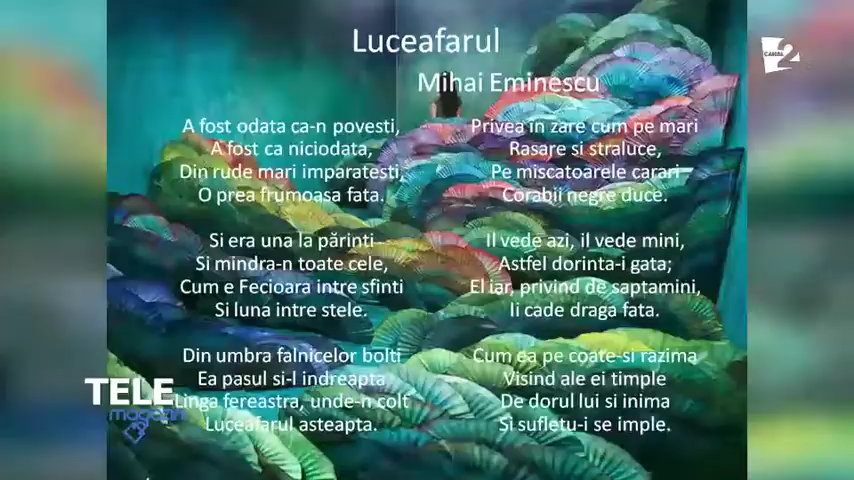 Luceafarul
Mihai Eminescu
A fost odata ca-n povesti,
A fost ca niciodata,
Din rude mari imparatesti,
O prea frumoasa fata.
Si era una la părinti
Si mindra-n toate cele,
Cum e Fecioara intre sfinti
Si luna intre stele.
Din umbra falnicelor bolti
Ea pasul si-l indreapta
Linga fereastra, unde-n colt
Luceafarul asteapta.
Privea in zare cum pe mari
Rasare si straluce,
Pe miscatoarele carari
Corabii negre duce.
Il vede azi, il vede mini,
Astfel dorinta-i gata;
El iar, privind de saptamini,
Ii cade draga fata.
Cum ea pe coate-si razima
Visind ale ei timple
De dorul lui si inima
Si sufletu-i se imple.
TELE
magazin
CANAL 2